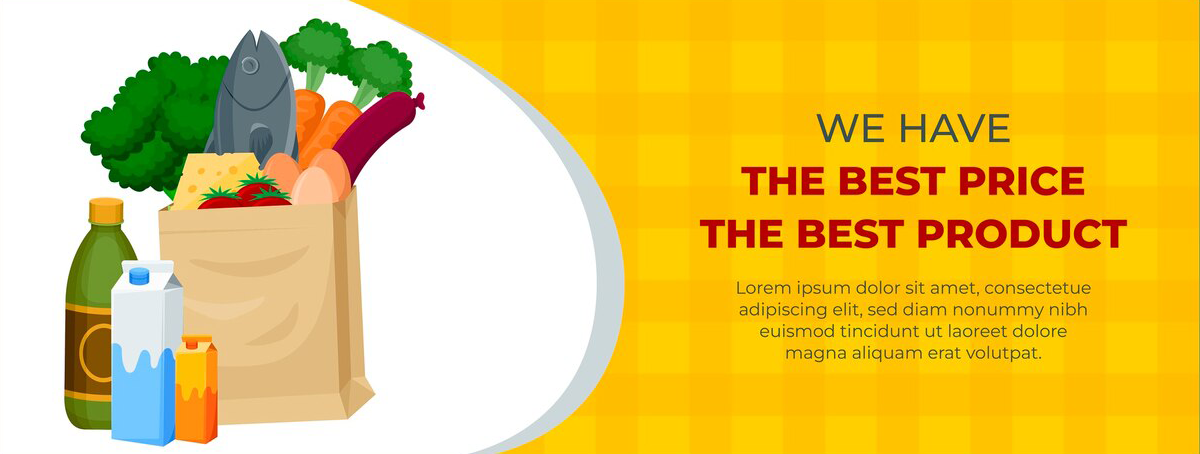 WE HAVE
THE BEST PRICE
THE BEST PRODUCT
Lorem ipsum dolor sit amet, consectetue
adipiscing elit, sed diam nonummy nibh
euismod tincidunt ut laoreet dolore
magna aliquam erat volutpat.